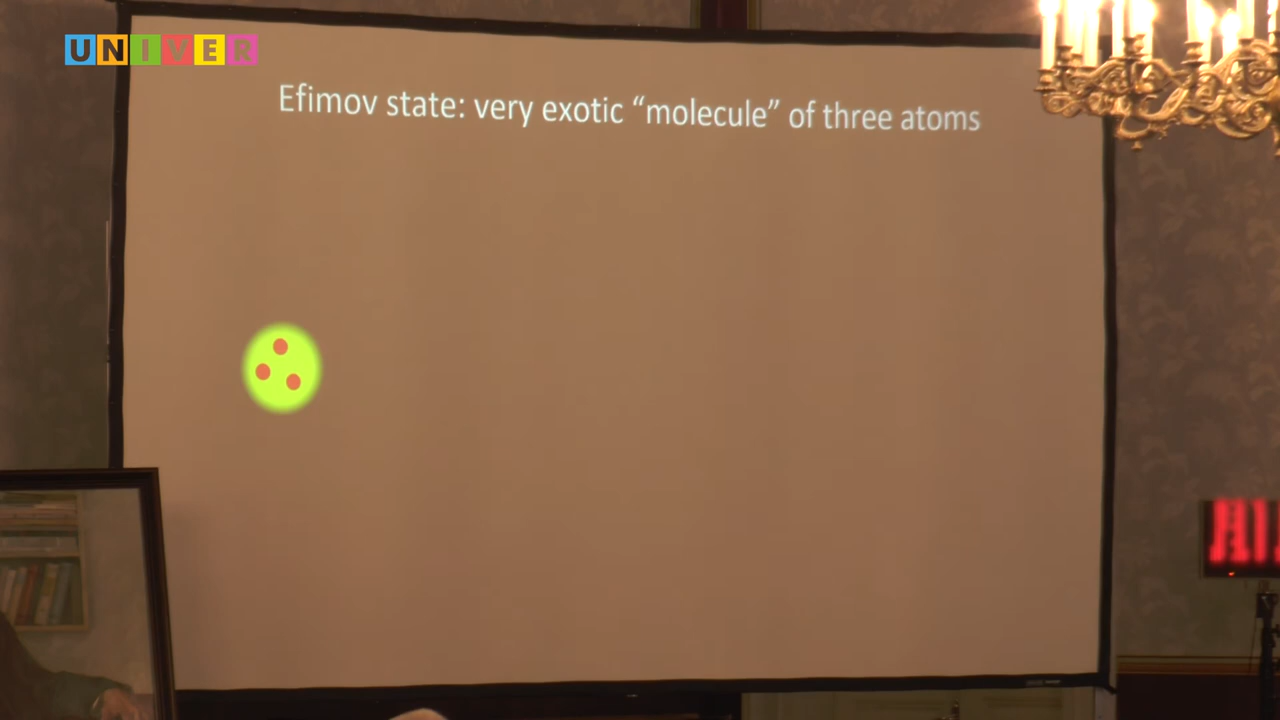 UNIVER
Efimov state: very exotic “molecule” of three atoms